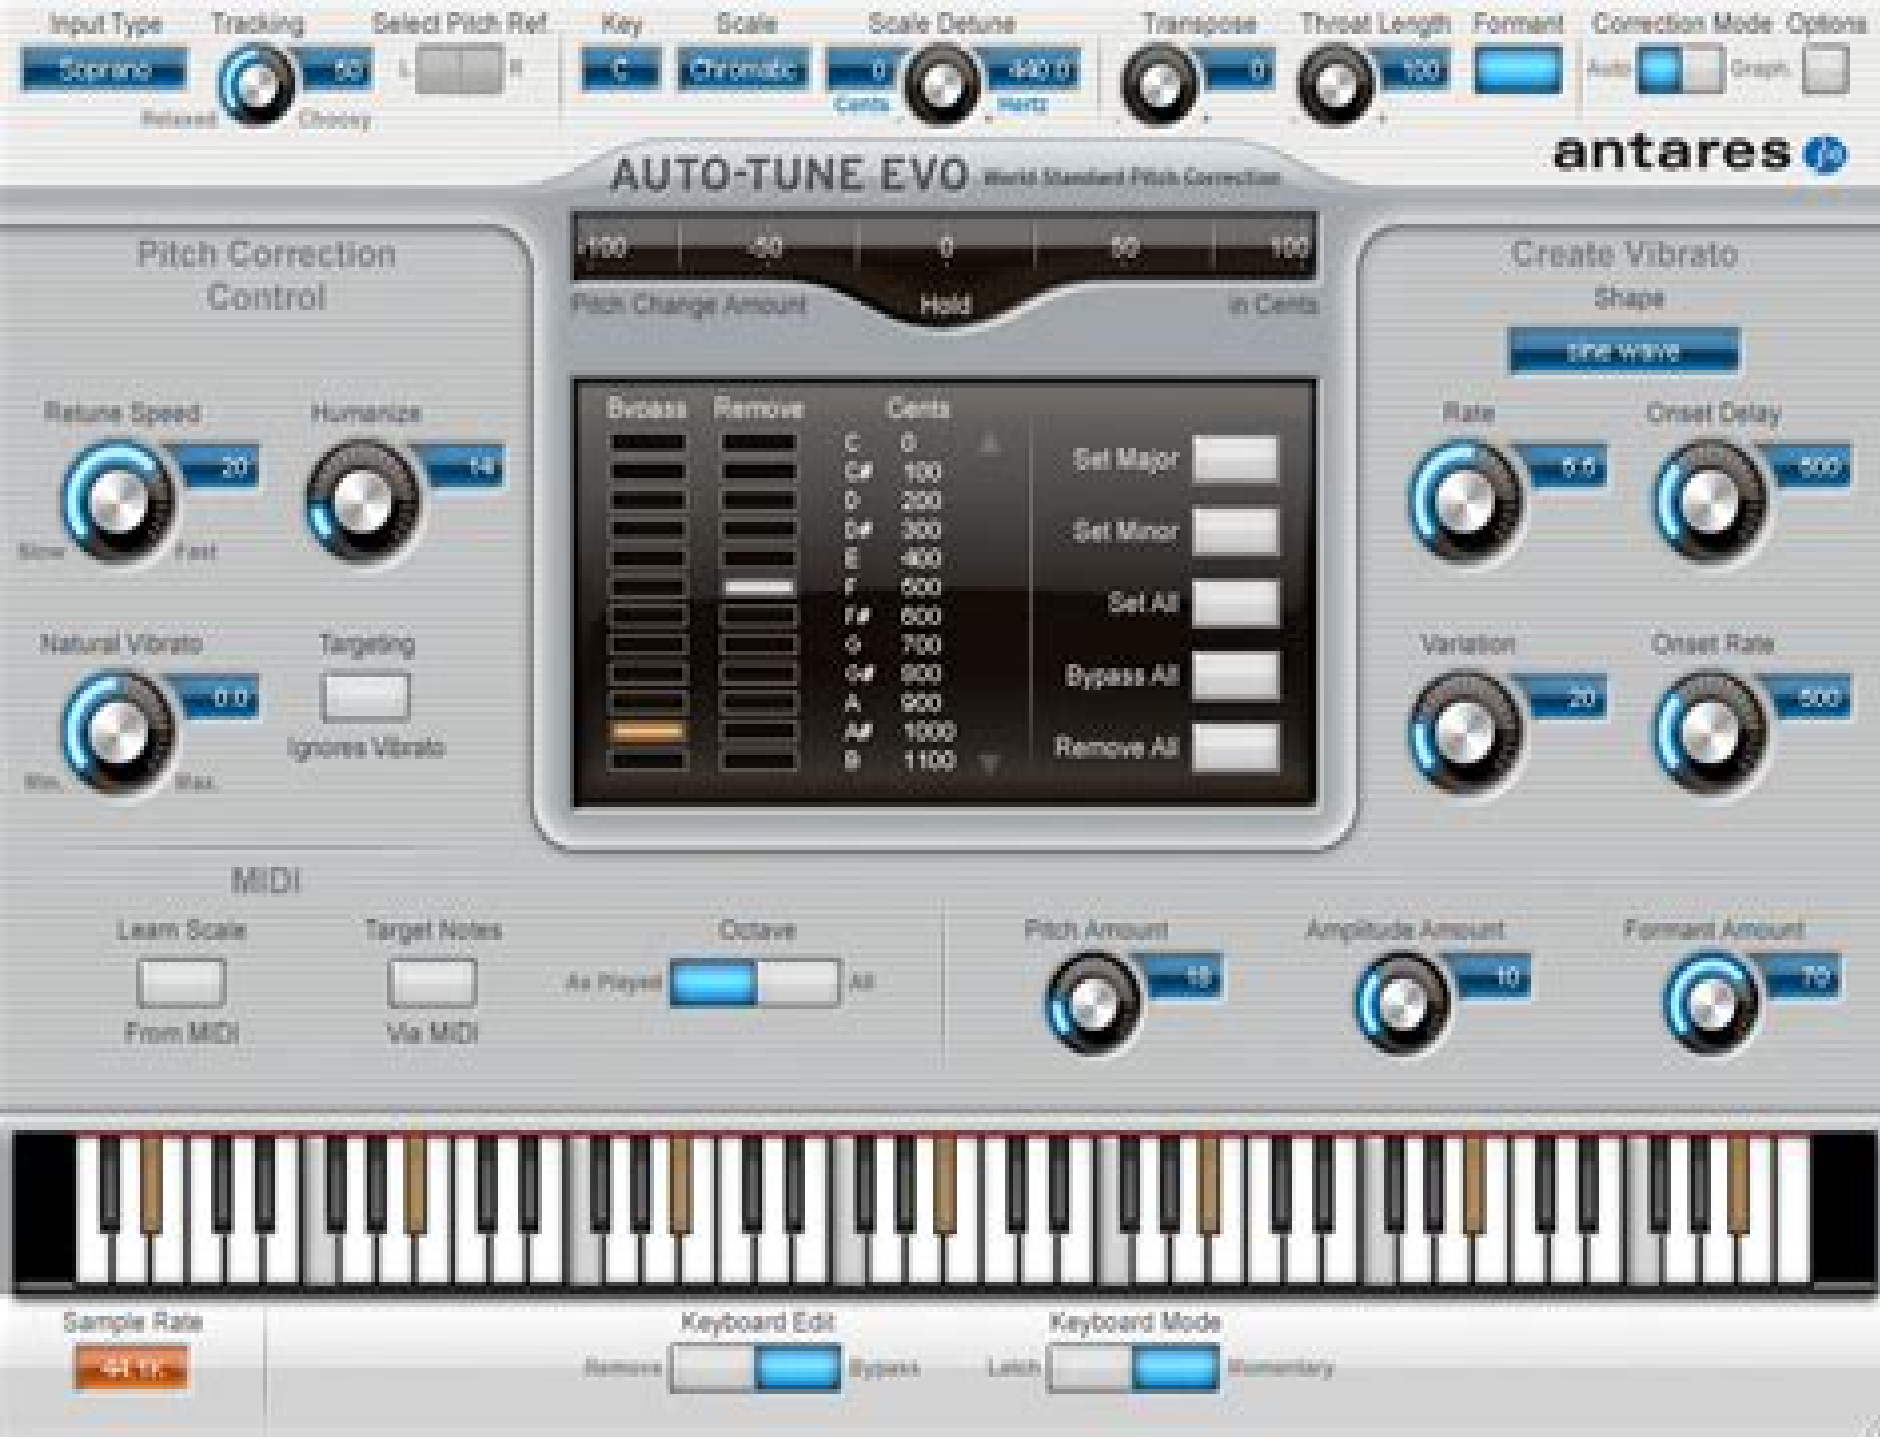 Input Type Tracking Select Pitch Ref Key Scale Scale Detune Transpose Throat Length Formant Correction Mode Options
Soprano 50 L R C Chromatic 0 440.0 0 100 Auto Graph.
Relaxed Choosy Cents Hertz
antares
AUTO-TUNE EVO World Standard Pitch Correction
-100 -50 0 50 100
Pitch Change Amount Hold in Cents
Pitch Correction
Control
Retune Speed Humanize
20 14
Slow Fast
Natural Vibrato Targeting
0.0
Ignores Vibrato
Min. Max.
Bypass Remove Cents
C 0
C# 100
D 200
D# 300
E 400
F 500
F# 600
G 700
G# 800
A 900
A# 1000
B 1100
Set Major
Set Minor
Set All
Bypass All
Remove All
Create Vibrato
Shape
sine wave
Rate Onset Delay
5.5 500
Variation Onset Rate
20 500
MIDI
Learn Scale Target Notes Octave
As Played All
From MIDI Via MIDI
Pitch Amount Amplitude Amount Formant Amount
10 70
Sample Rate Keyboard Edit Keyboard Mode
Remove Bypass Latch Momentary